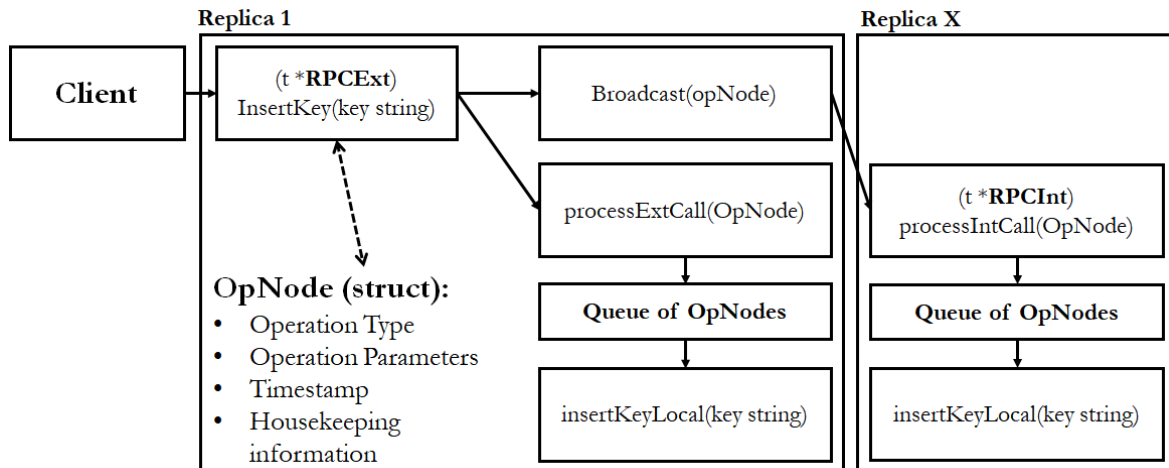 Replica 1
Replica X
Client
(t *RPCExt)
InsertKey(key string)
Broadcast(opNode)
processExtCall(OpNode)
(t *RPCInt)
processIntCall(OpNode)
OpNode (struct):
• Operation Type
• Operation Parameters
• Timestamp
• Housekeeping
information
Queue of OpNodes
Queue of OpNodes
insertKeyLocal(key string)
insertKeyLocal(key string)